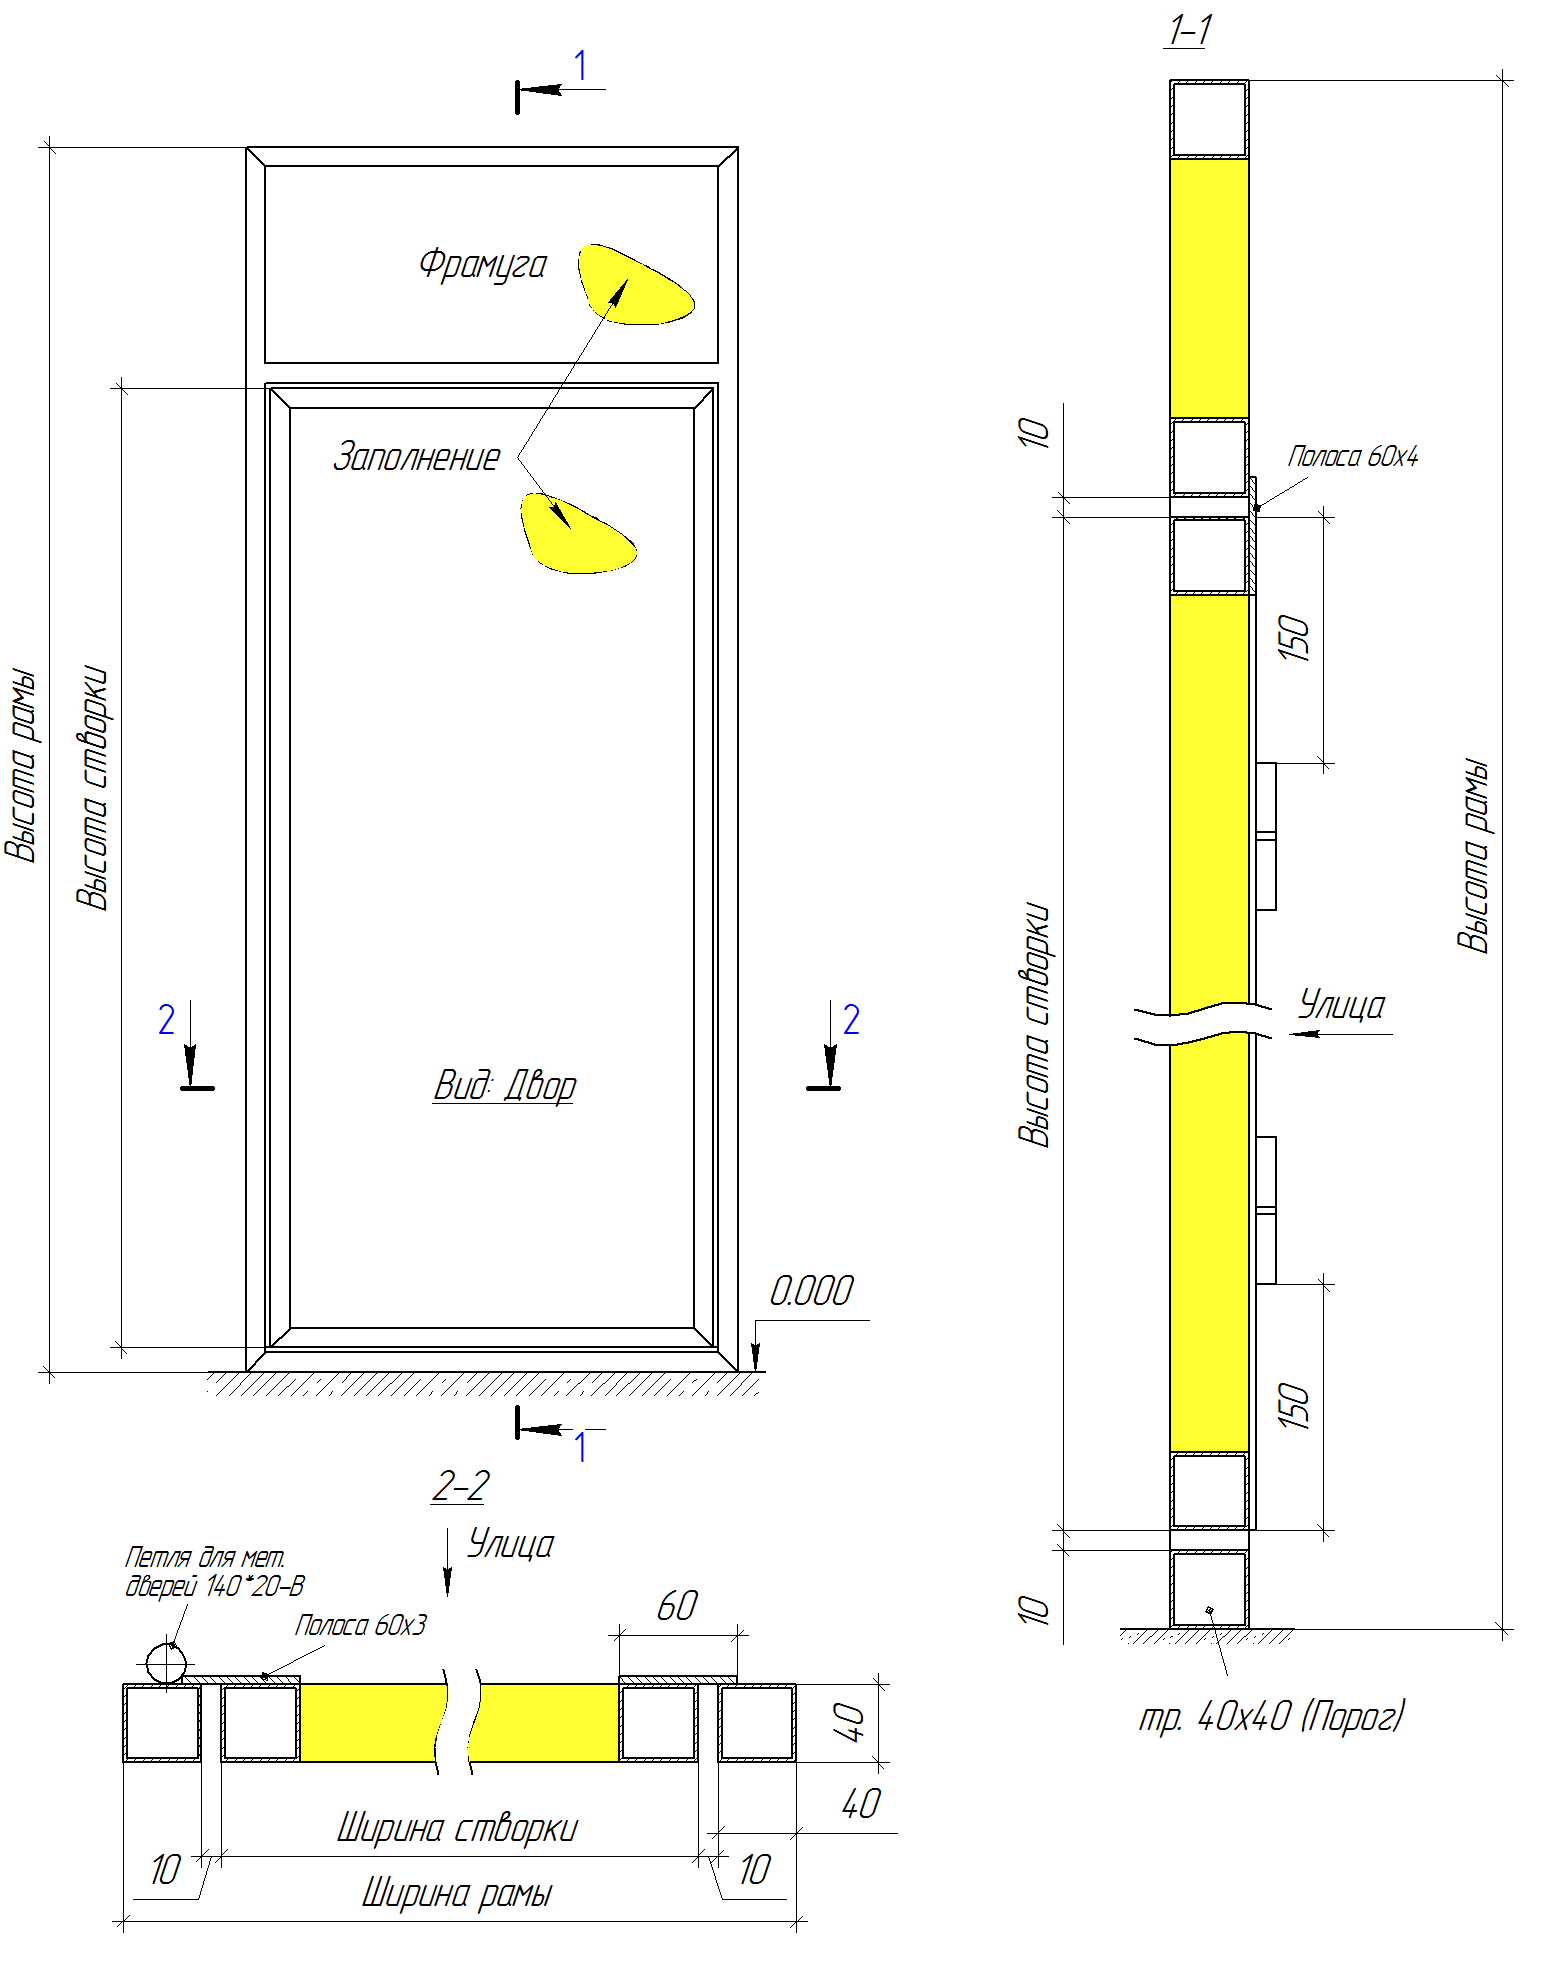 1
Фрамуга
Заполнение
Высота рамы
Высота створки
2
2
Вид: Двор
0.000
1
1-1
10
Полоса 60х4
150
Высота рамы
Высота створки
Улица
150
10
тр. 40х40 (Порог)
2-2
Улица
Петля для мет.
дверей 140*20-В
Полоса 60х3
60
40
40
Ширина створки
10
10
Ширина рамы